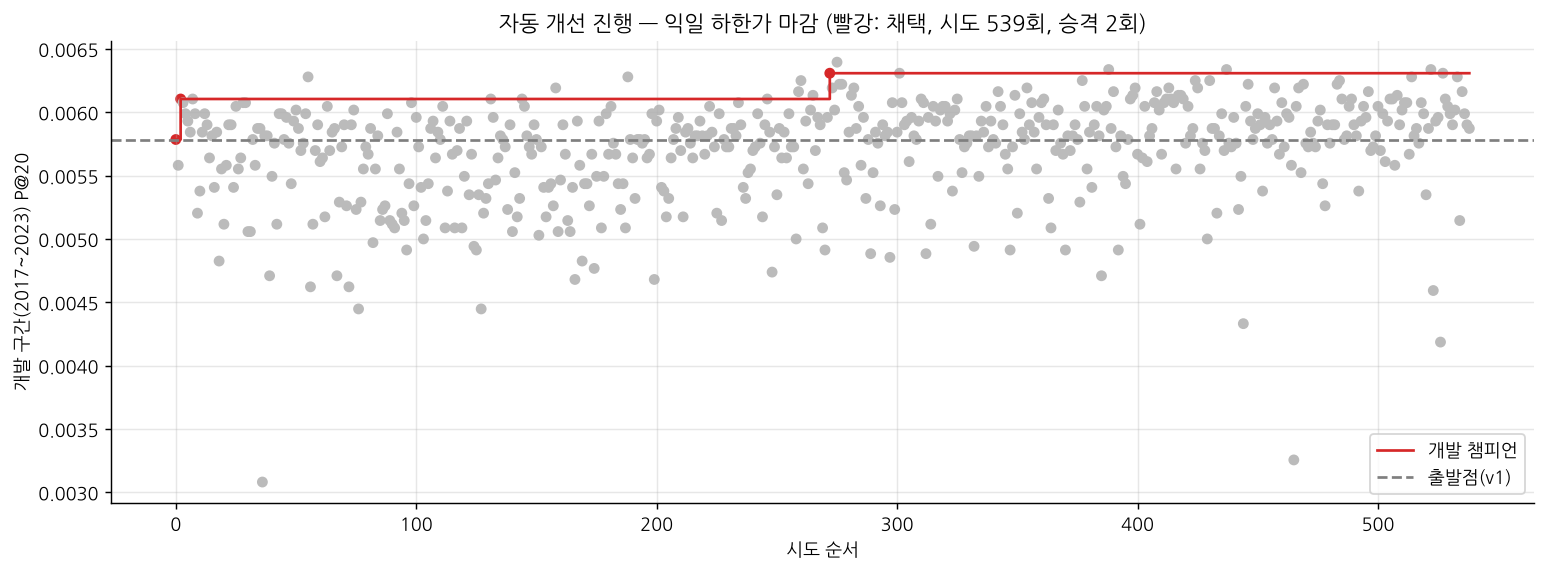 자동 개선 진행 — 익일 하한가 마감 (빨강: 채택, 시도 539회, 승격 2회)
개발 구간(2017~2023) P@20
0.0065
0.0060
0.0055
0.0050
0.0045
0.0040
0.0035
0.0030
개발 챔피언
출발점(v1)
0 100 200 300 400 500
시도 순서